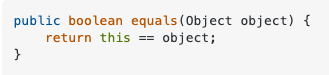 public boolean equals(Object object) {
    return this == object;
}